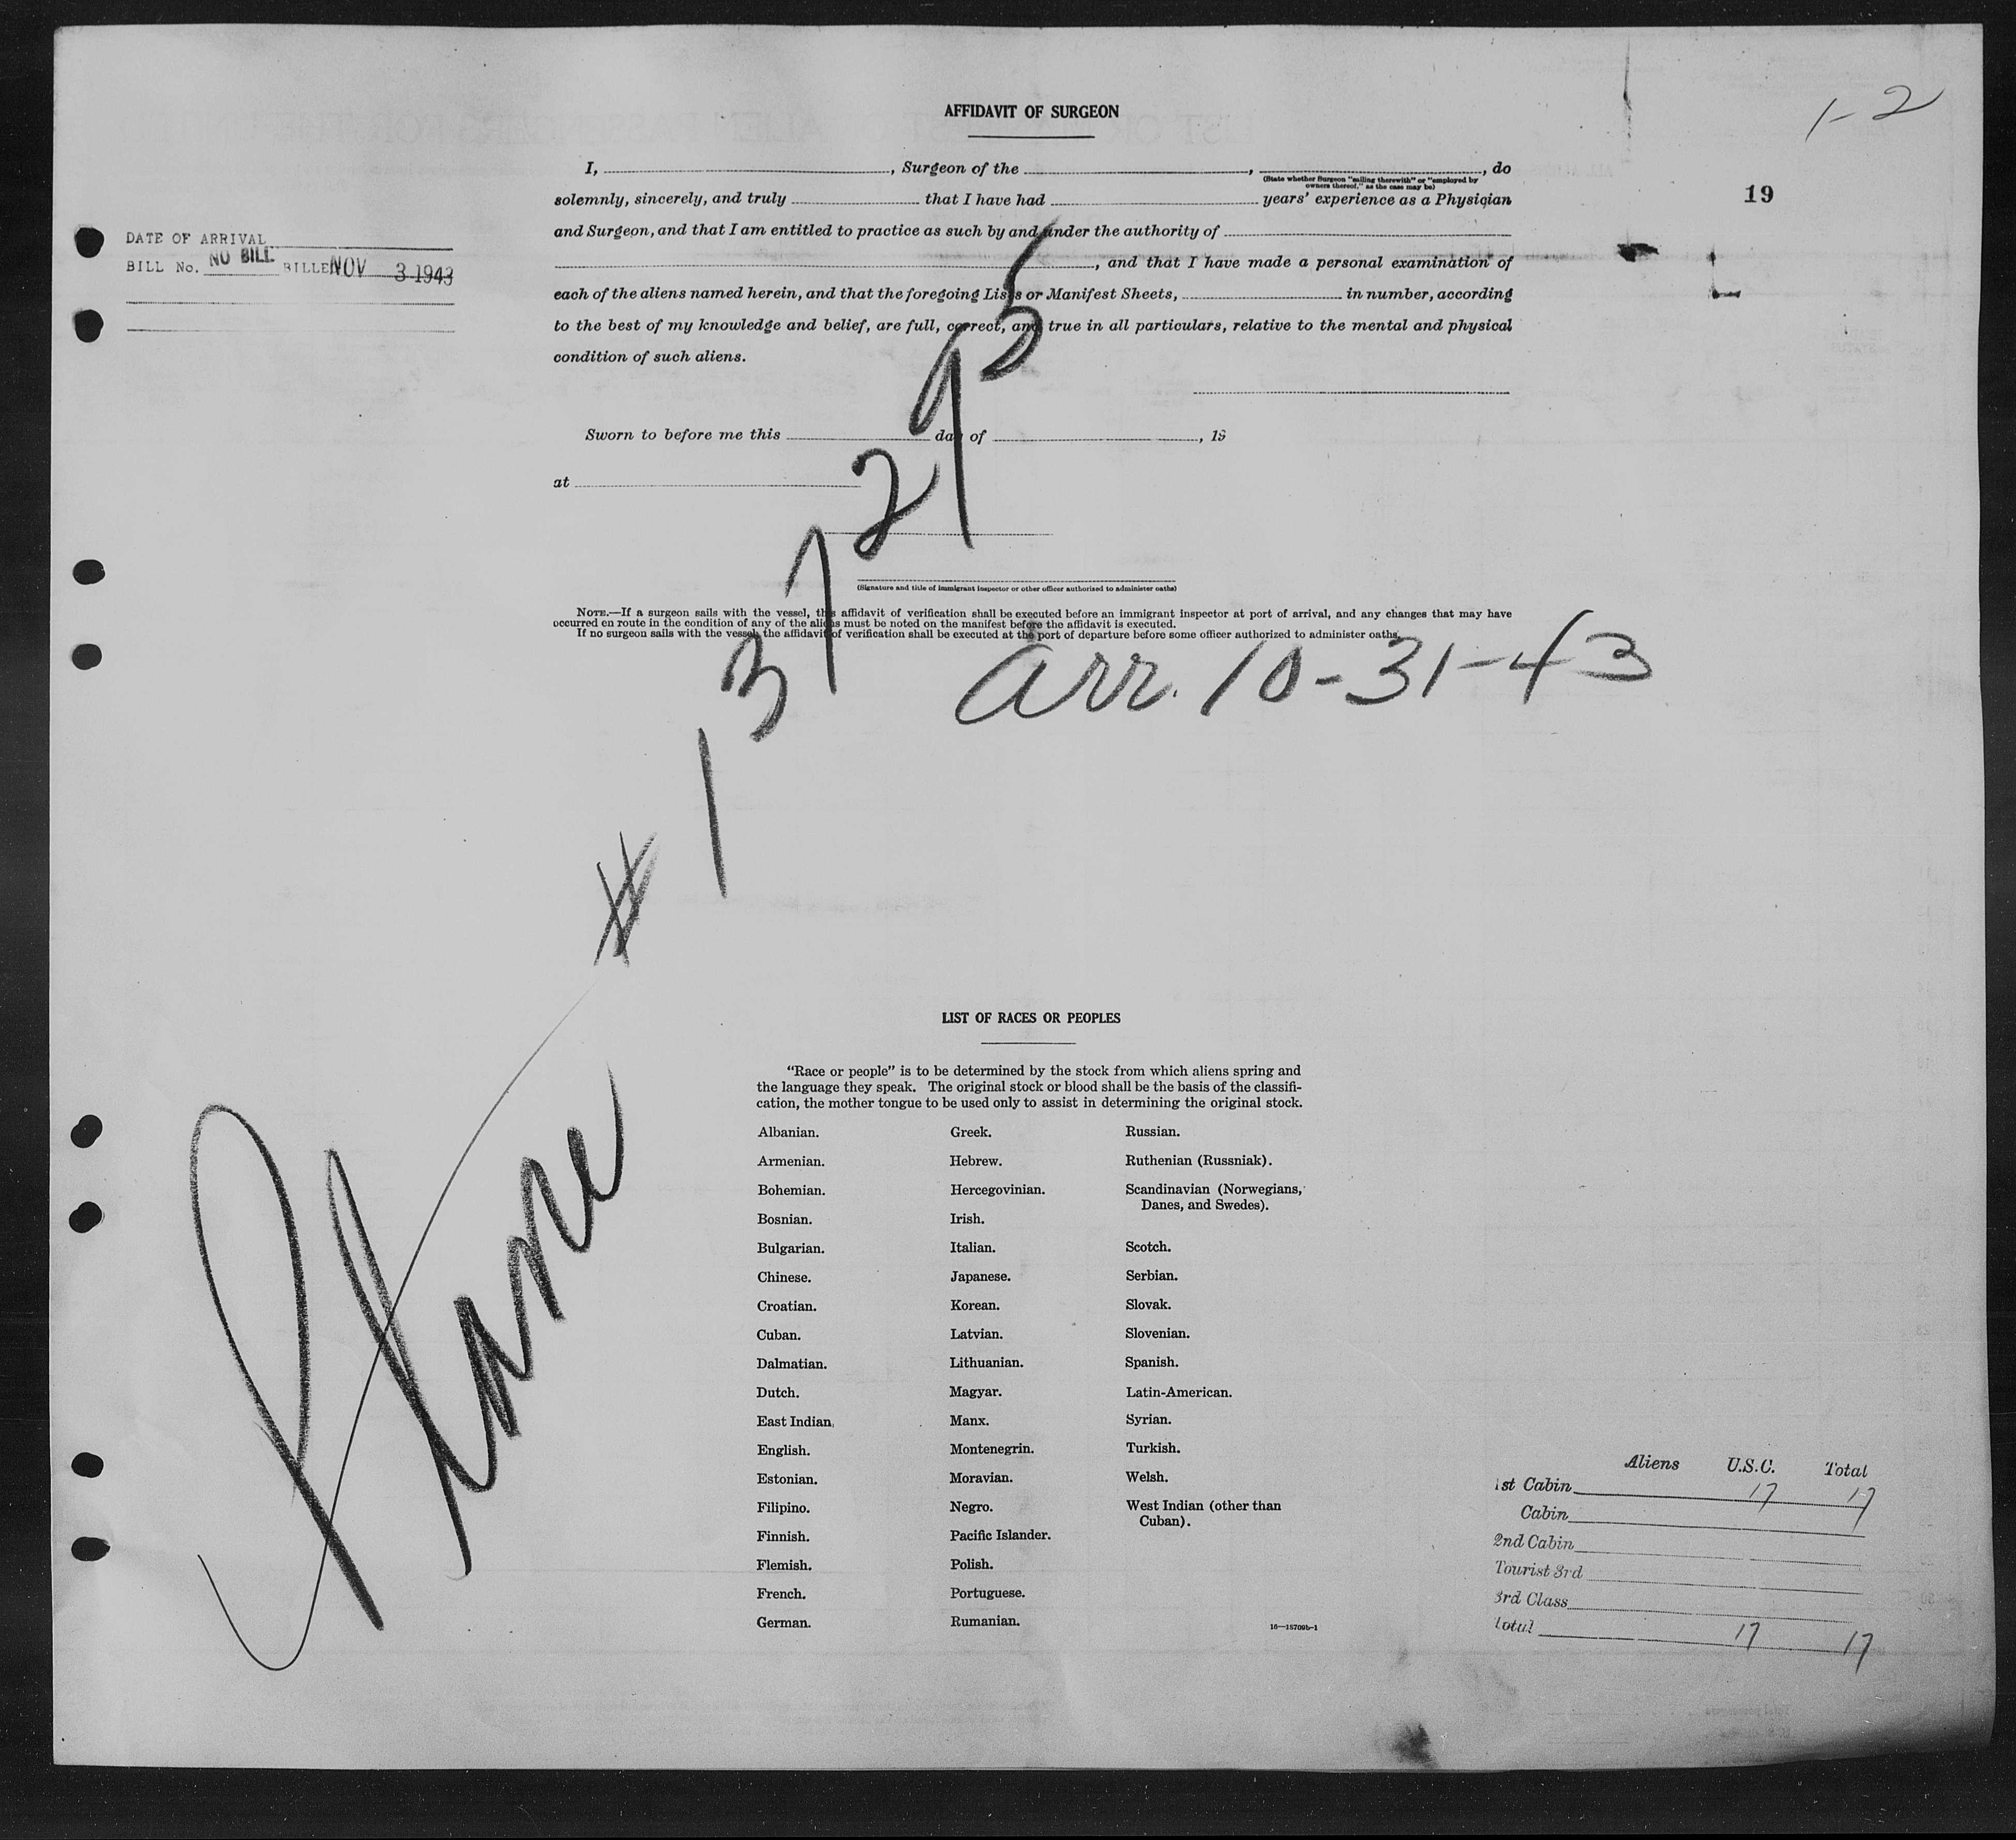 AFFIDAVIT OF SURGEON
1-2
19
I, , Surgeon of the , , do
(State whether Surgeon "sailing therewith" or "employed by
owners thereof," as the case may be)
solemnly, sincerely, and truly that I have had years' experience as a Physician
and Surgeon, and that I am entitled to practice as such by and under the authority of
, and that I have made a personal examination of
each of the aliens named herein, and that the foregoing Lists or Manifest Sheets, in number, according
to the best of my knowledge and belief, are full, correct, and true in all particulars, relative to the mental and physical
condition of such aliens.
DATE OF ARRIVAL
BILL No. NO BILL BILLE NOV 3 1943
Sworn to before me this day of , 19
at
(Signature and title of immigrant inspector or other officer authorized to administer oaths)
NOTE.—If a surgeon sails with the vessel, this affidavit of verification shall be executed before an immigrant inspector at port of arrival, and any changes that may have
occurred en route in the condition of any of the aliens must be noted on the manifest before the affidavit is executed.
If no surgeon sails with the vessel, the affidavit of verification shall be executed at the port of departure before some officer authorized to administer oaths.
arr. 10-31-43
Plane # 137295
LIST OF RACES OR PEOPLES
"Race or people" is to be determined by the stock from which aliens spring and
the language they speak. The original stock or blood shall be the basis of the classifi-
cation, the mother tongue to be used only to assist in determining the original stock.
Albanian.
Armenian.
Bohemian.
Bosnian.
Bulgarian.
Chinese.
Croatian.
Cuban.
Dalmatian.
Dutch.
East Indian.
English.
Estonian.
Filipino.
Finnish.
Flemish.
French.
German.
Greek.
Hebrew.
Hercegovinian.
Irish.
Italian.
Japanese.
Korean.
Latvian.
Lithuanian.
Magyar.
Manx.
Montenegrin.
Moravian.
Negro.
Pacific Islander.
Polish.
Portuguese.
Rumanian.
Russian.
Ruthenian (Russniak).
Scandinavian (Norwegians,
Danes, and Swedes).
Scotch.
Serbian.
Slovak.
Slovenian.
Spanish.
Latin-American.
Syrian.
Turkish.
Welsh.
West Indian (other than
Cuban).
16—15709b-1
Aliens U.S.C. Total
1st Cabin 17 17
Cabin
2nd Cabin
Tourist 3rd
3rd Class
Total 17 17